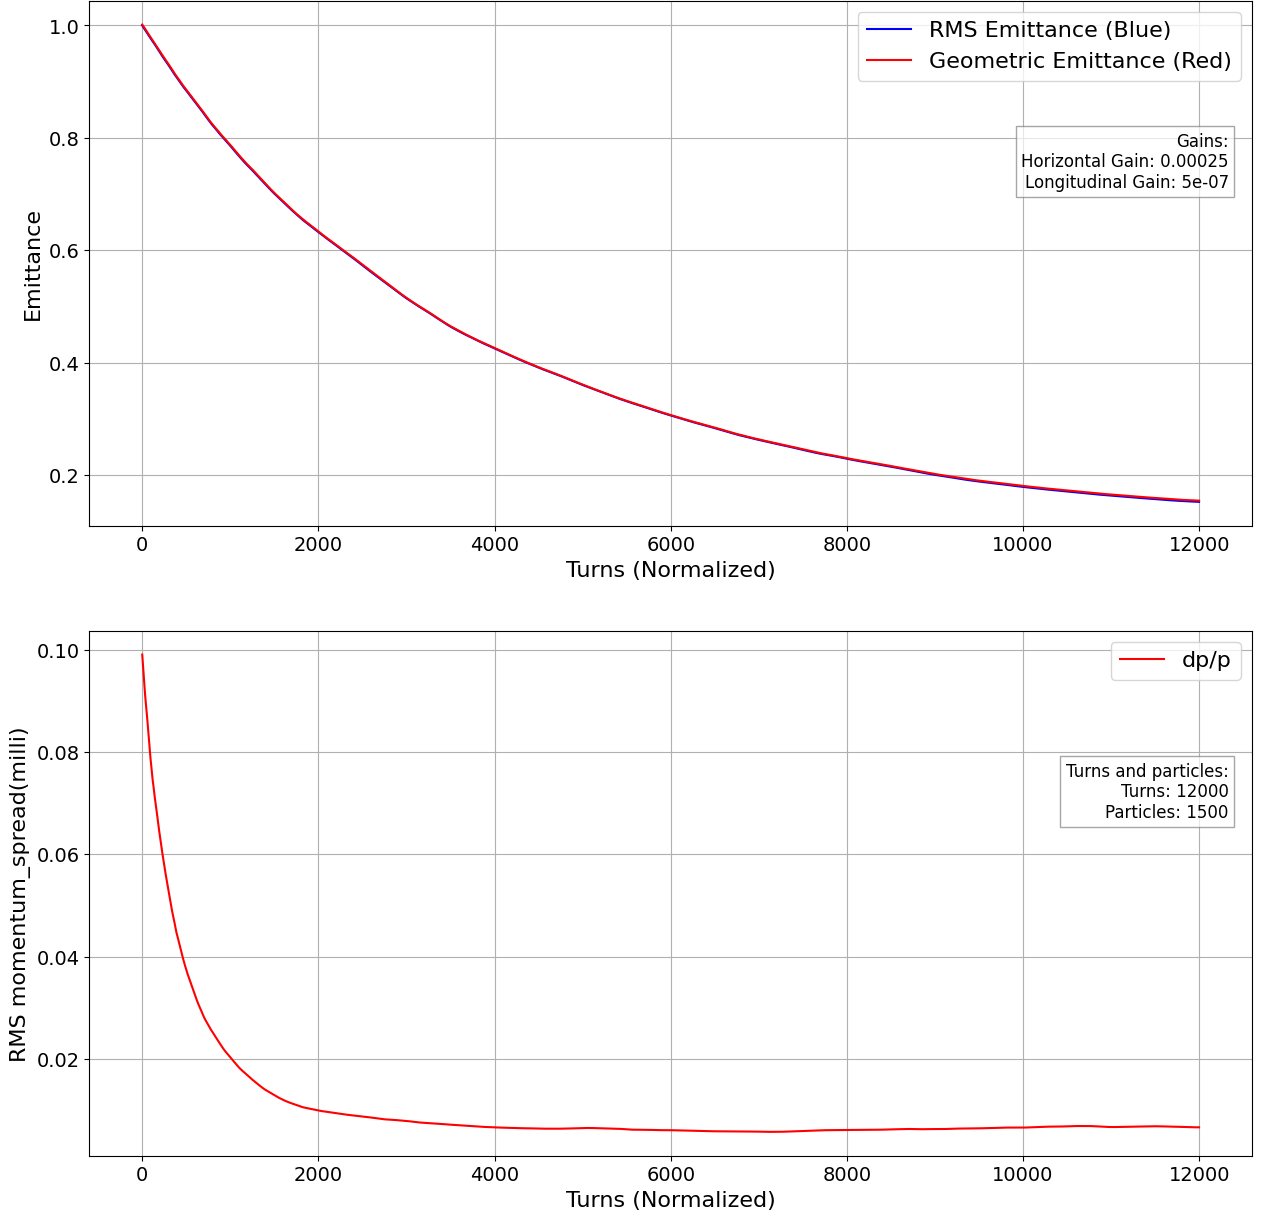 1.0
0.8
0.6
0.4
0.2
Emittance
RMS Emittance (Blue)
Geometric Emittance (Red)
Gains:
Horizontal Gain: 0.00025
Longitudinal Gain: 5e-07
0 2000 4000 6000 8000 10000 12000
Turns (Normalized)
0.10
0.08
0.06
0.04
0.02
RMS momentum_spread(milli)
dp/p
Turns and particles:
Turns: 12000
Particles: 1500
0 2000 4000 6000 8000 10000 12000
Turns (Normalized)